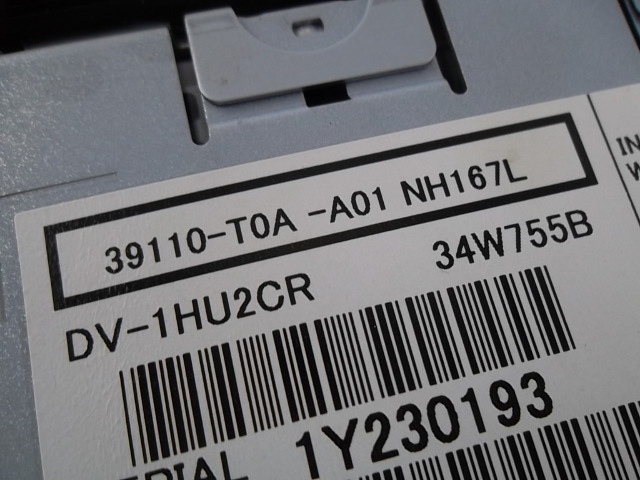 39110-T0A -A01 NH167L
DV-1HU2CR 34W755B
1Y230193